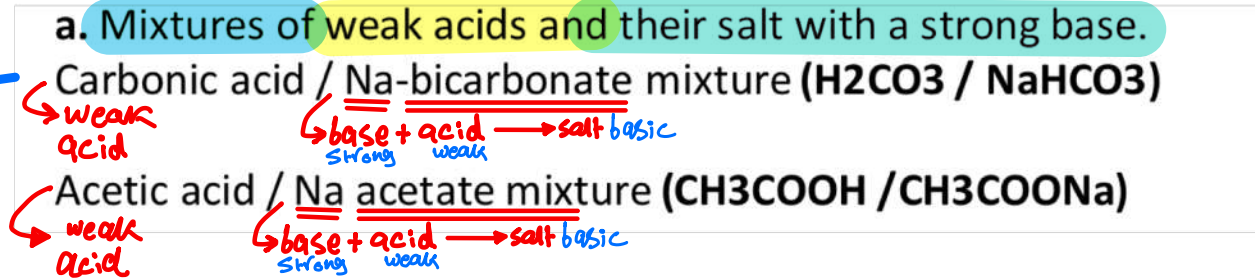 a. Mixtures of weak acids and their salt with a strong base.
Carbonic acid / Na-bicarbonate mixture (H2CO3 / NaHCO3)
weak
acid
base + acid → salt basic
strong weak
Acetic acid / Na acetate mixture (CH3COOH /CH3COONa)
weak
acid
base + acid → salt basic
strong weak